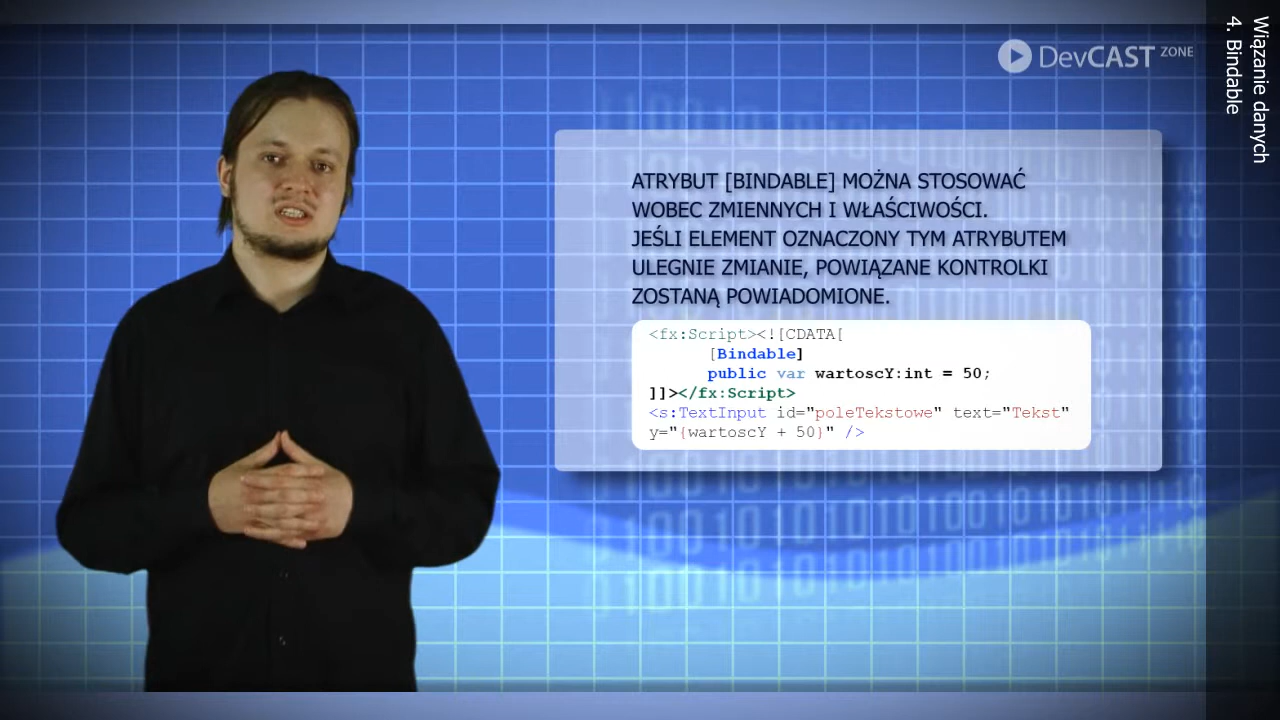 DevCAST ZONE
Wiązanie danych
4. Bindable
ATRYBUT [BINDABLE] MOŻNA STOSOWAĆ
WOBEC ZMIENNYCH I WŁAŚCIWOŚCI.
JEŚLI ELEMENT OZNACZONY TYM ATRYBUTEM
ULEGNIE ZMIANIE, POWIĄZANE KONTROLKI
ZOSTANĄ POWIADOMIONE.
<fx:Script><![CDATA[
[Bindable]
public var wartoscY:int = 50;
]]></fx:Script>
<s:TextInput id="poleTekstowe" text="Tekst"
y="{wartoscY + 50}" />